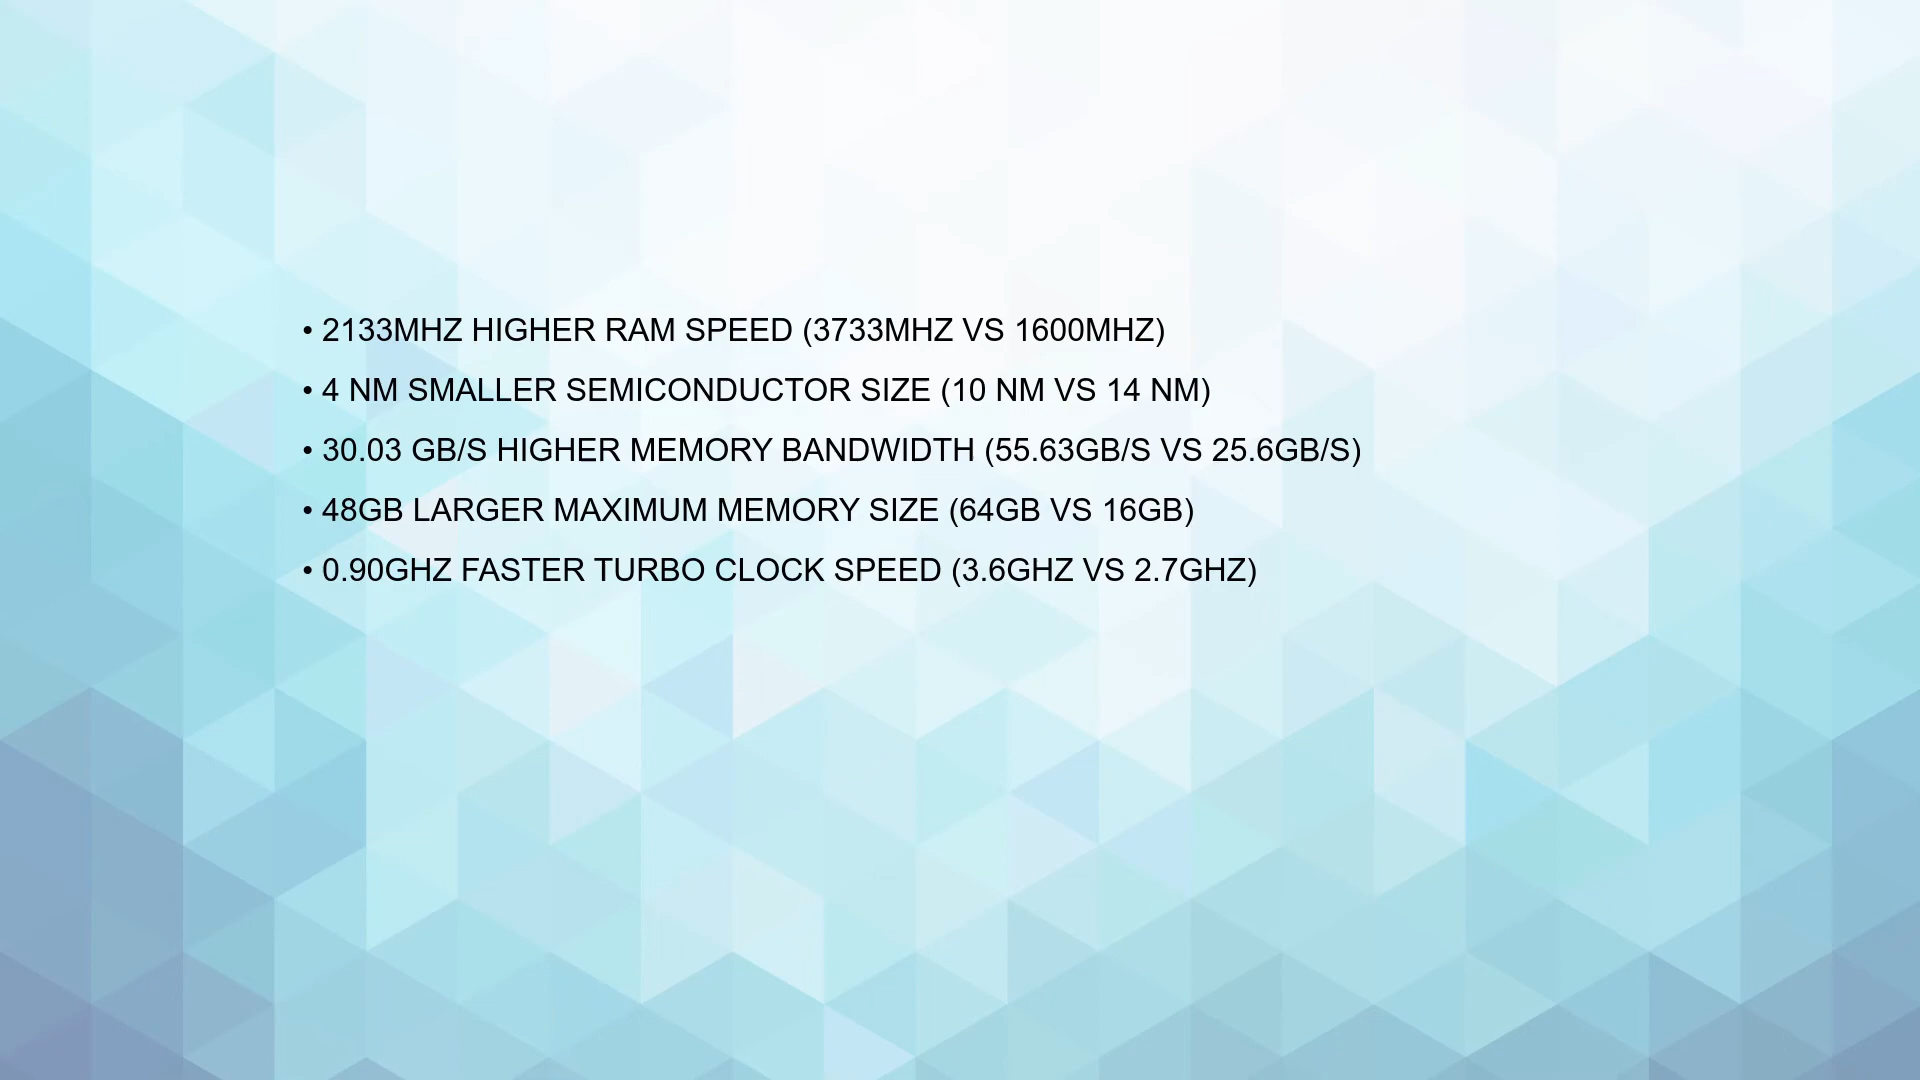 • 2133MHZ HIGHER RAM SPEED (3733MHZ VS 1600MHZ)
• 4 NM SMALLER SEMICONDUCTOR SIZE (10 NM VS 14 NM)
• 30.03 GB/S HIGHER MEMORY BANDWIDTH (55.63GB/S VS 25.6GB/S)
• 48GB LARGER MAXIMUM MEMORY SIZE (64GB VS 16GB)
• 0.90GHZ FASTER TURBO CLOCK SPEED (3.6GHZ VS 2.7GHZ)